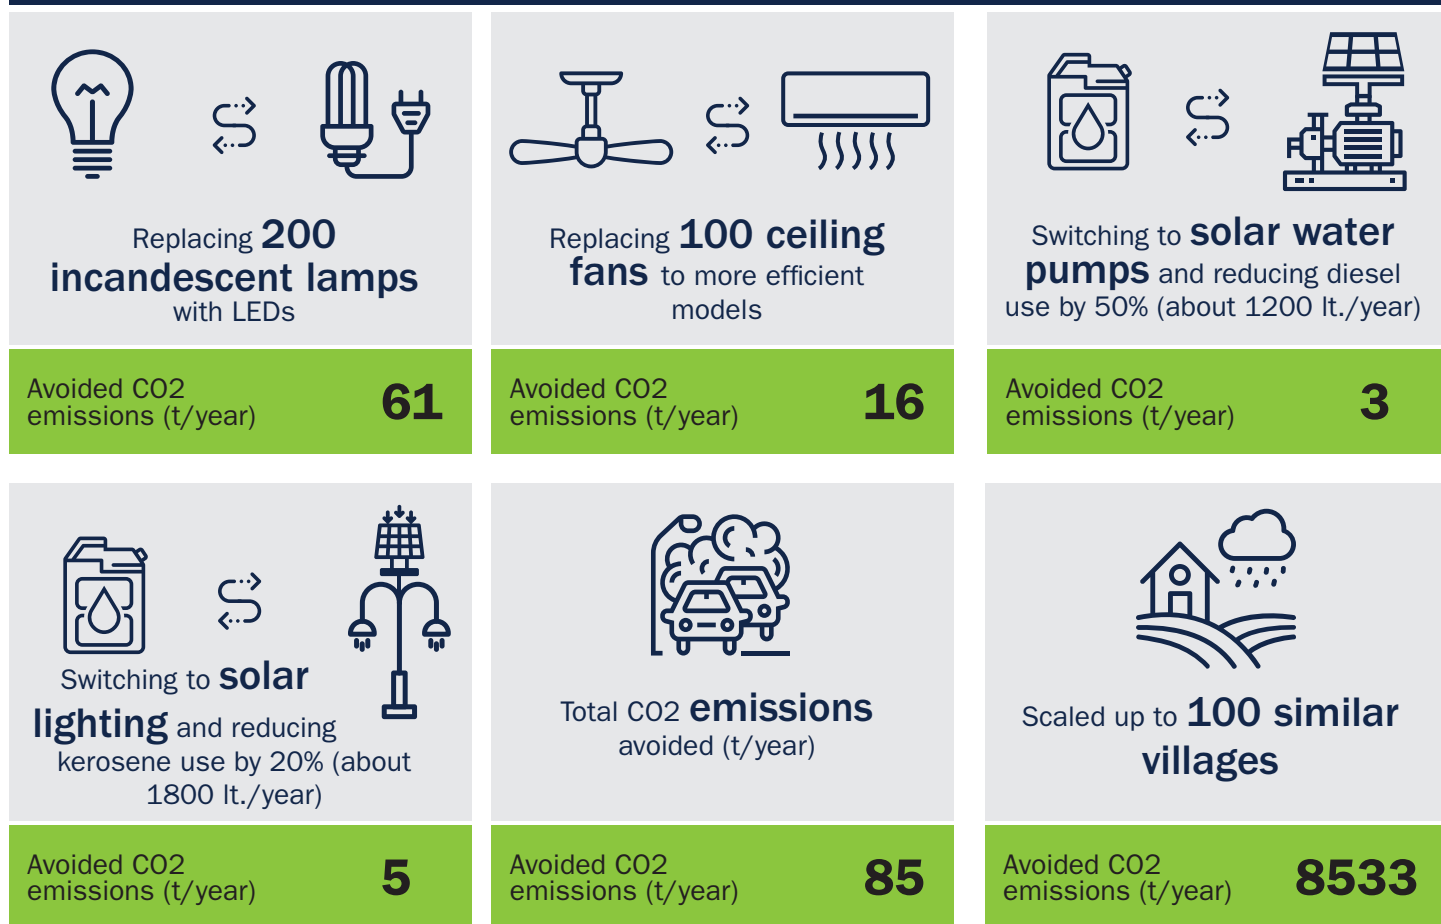 Replacing 200
incandescent lamps
with LEDs
Avoided CO2
emissions (t/year)
61
Replacing 100 ceiling
fans to more efficient
models
Avoided CO2
emissions (t/year)
16
Switching to solar water
pumps and reducing diesel
use by 50% (about 1200 lt./year)
Avoided CO2
emissions (t/year)
3
Switching to solar
lighting and reducing
kerosene use by 20% (about
1800 lt./year)
Avoided CO2
emissions (t/year)
5
Total CO2 emissions
avoided (t/year)
Avoided CO2
emissions (t/year)
85
Scaled up to 100 similar
villages
Avoided CO2
emissions (t/year)
8533